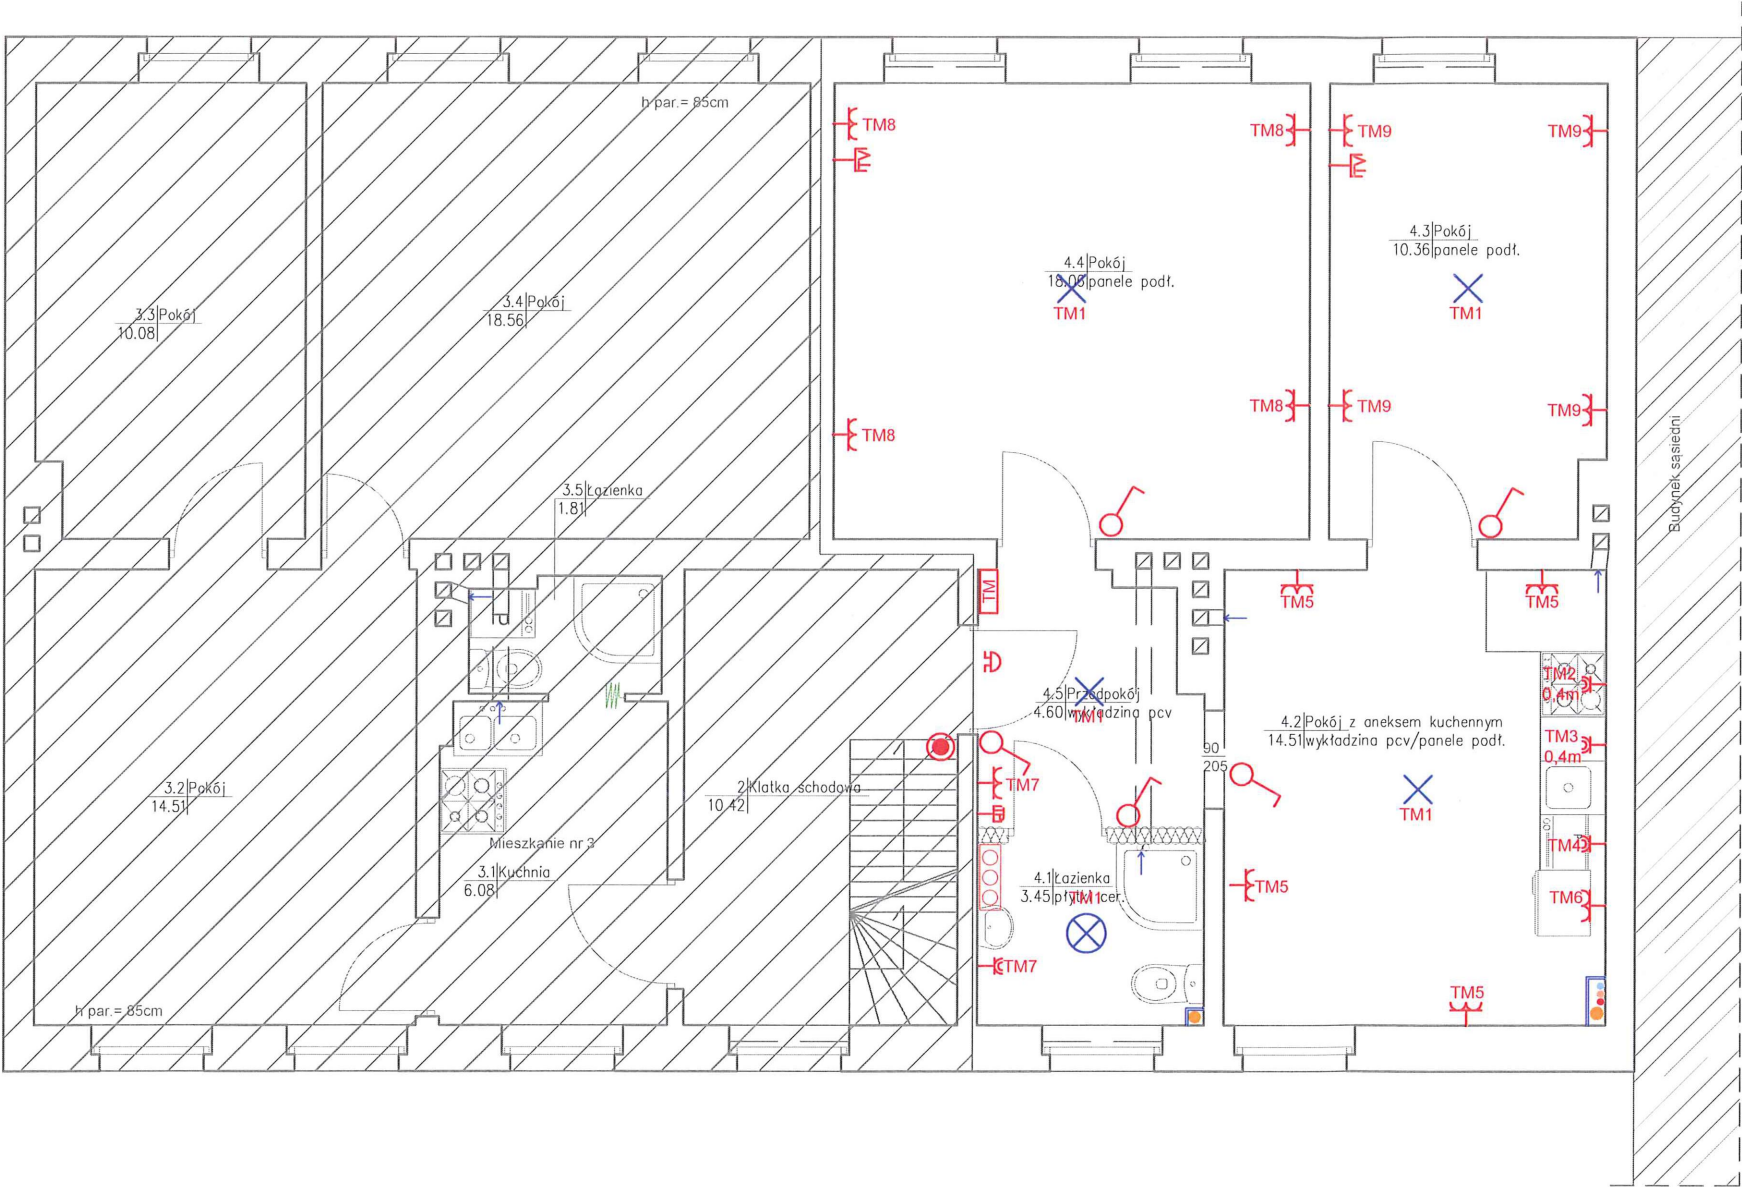 h par.= 85cm
TM8
TV
TM8
TM9
TV
TM9
4.3 Pokój
10.36 panele podł.
4.4 Pokój
18.06 panele podł.
TM1
TM1
3.3 Pokój
10.08
3.4 Pokój
18.56
TM8
TM8
TM9
TM9
3.5 Łazienka
1.81
Budynek sąsiedni
TM
TM5
TM5
TM2
0,4m
4.5 Przedpokój
4.60 wykładzina pcv
TM1
4.2 Pokój z aneksem kuchennym
14.51 wykładzina pcv/panele podł.
90
205
TM3
0,4m
3.2 Pokój
14.51
2 Klatka schodowa
10.42
TM7
TM1
Mieszkanie nr 3
TM4
3.1 Kuchnia
6.08
4.1 Łazienka
3.45 płytki cer.
TM1
TM5
TM6
TM7
TM5
h par.= 85cm